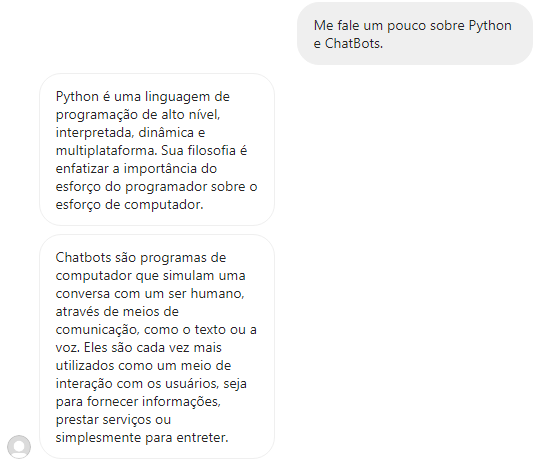 Me fale um pouco sobre Python
e ChatBots.
Python é uma linguagem de
programação de alto nível,
interpretada, dinâmica e
multiplataforma. Sua filosofia é
enfatizar a importância do
esforço do programador sobre o
esforço de computador.
Chatbots são programas de
computador que simulam uma
conversa com um ser humano,
através de meios de
comunicação, como o texto ou a
voz. Eles são cada vez mais
utilizados como um meio de
interação com os usuários, seja
para fornecer informações,
prestar serviços ou
simplesmente para entreter.